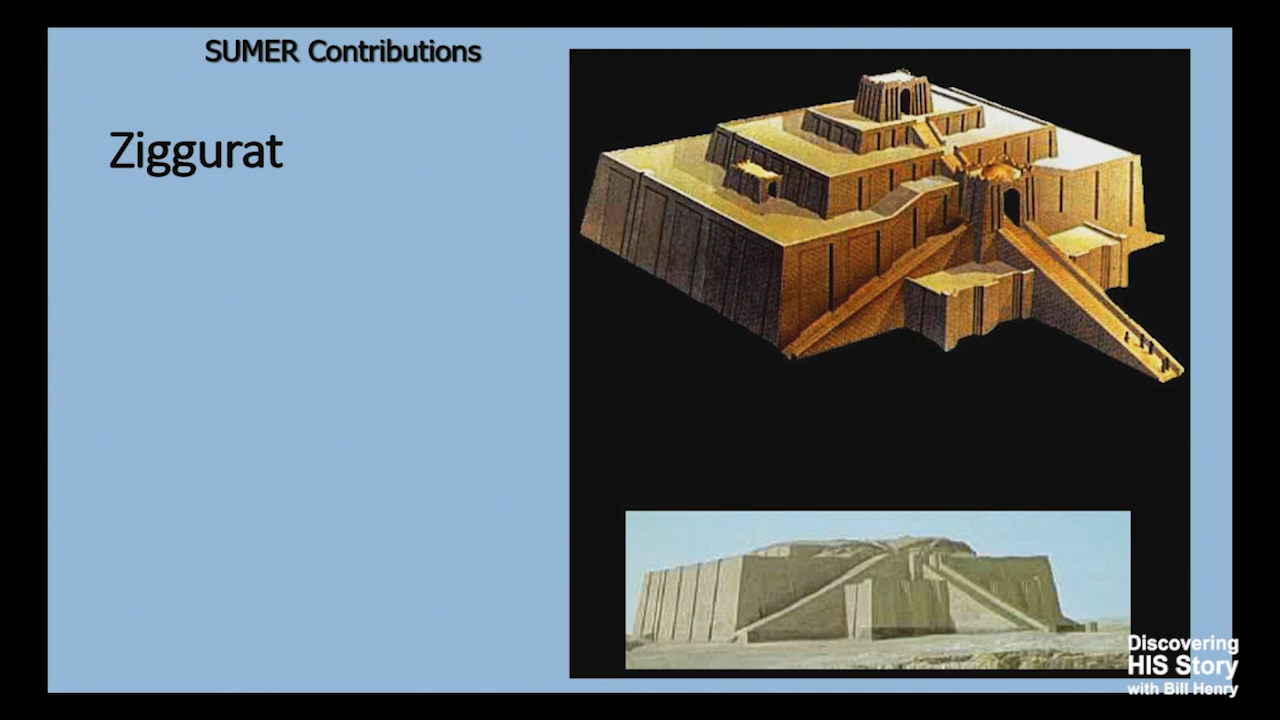 SUMER Contributions
Ziggurat
Discovering
HIS Story
with Bill Henry